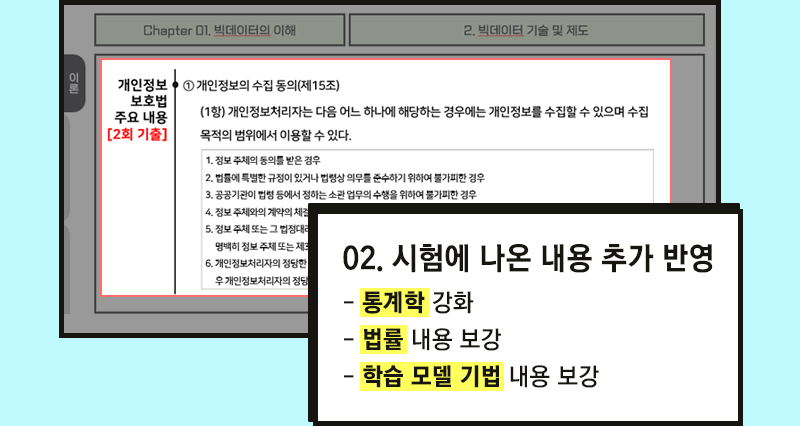 Chapter 01. 빅데이터의 이해
2. 빅데이터 기술 및 제도
이론
개인정보
보호법
주요 내용
[2회 기출]
① 개인정보의 수집 동의(제15조)
(1항) 개인정보처리자는 다음 어느 하나에 해당하는 경우에는 개인정보를 수집할 수 있으며 수집
목적의 범위에서 이용할 수 있다.
1. 정보 주체의 동의를 받은 경우
2. 법률에 특별한 규정이 있거나 법령상 의무를 준수하기 위하여 불가피한 경우
3. 공공기관이 법령 등에서 정하는 소관 업무의 수행을 위하여 불가피한 경우
4. 정보 주체와의 계약의 체결
5. 정보 주체 또는 그 법정대리
명백히 정보 주체 또는 제3
6. 개인정보처리자의 정당한
우 개인정보처리자의 정당
02. 시험에 나온 내용 추가 반영
- 통계학 강화
- 법률 내용 보강
- 학습 모델 기법 내용 보강